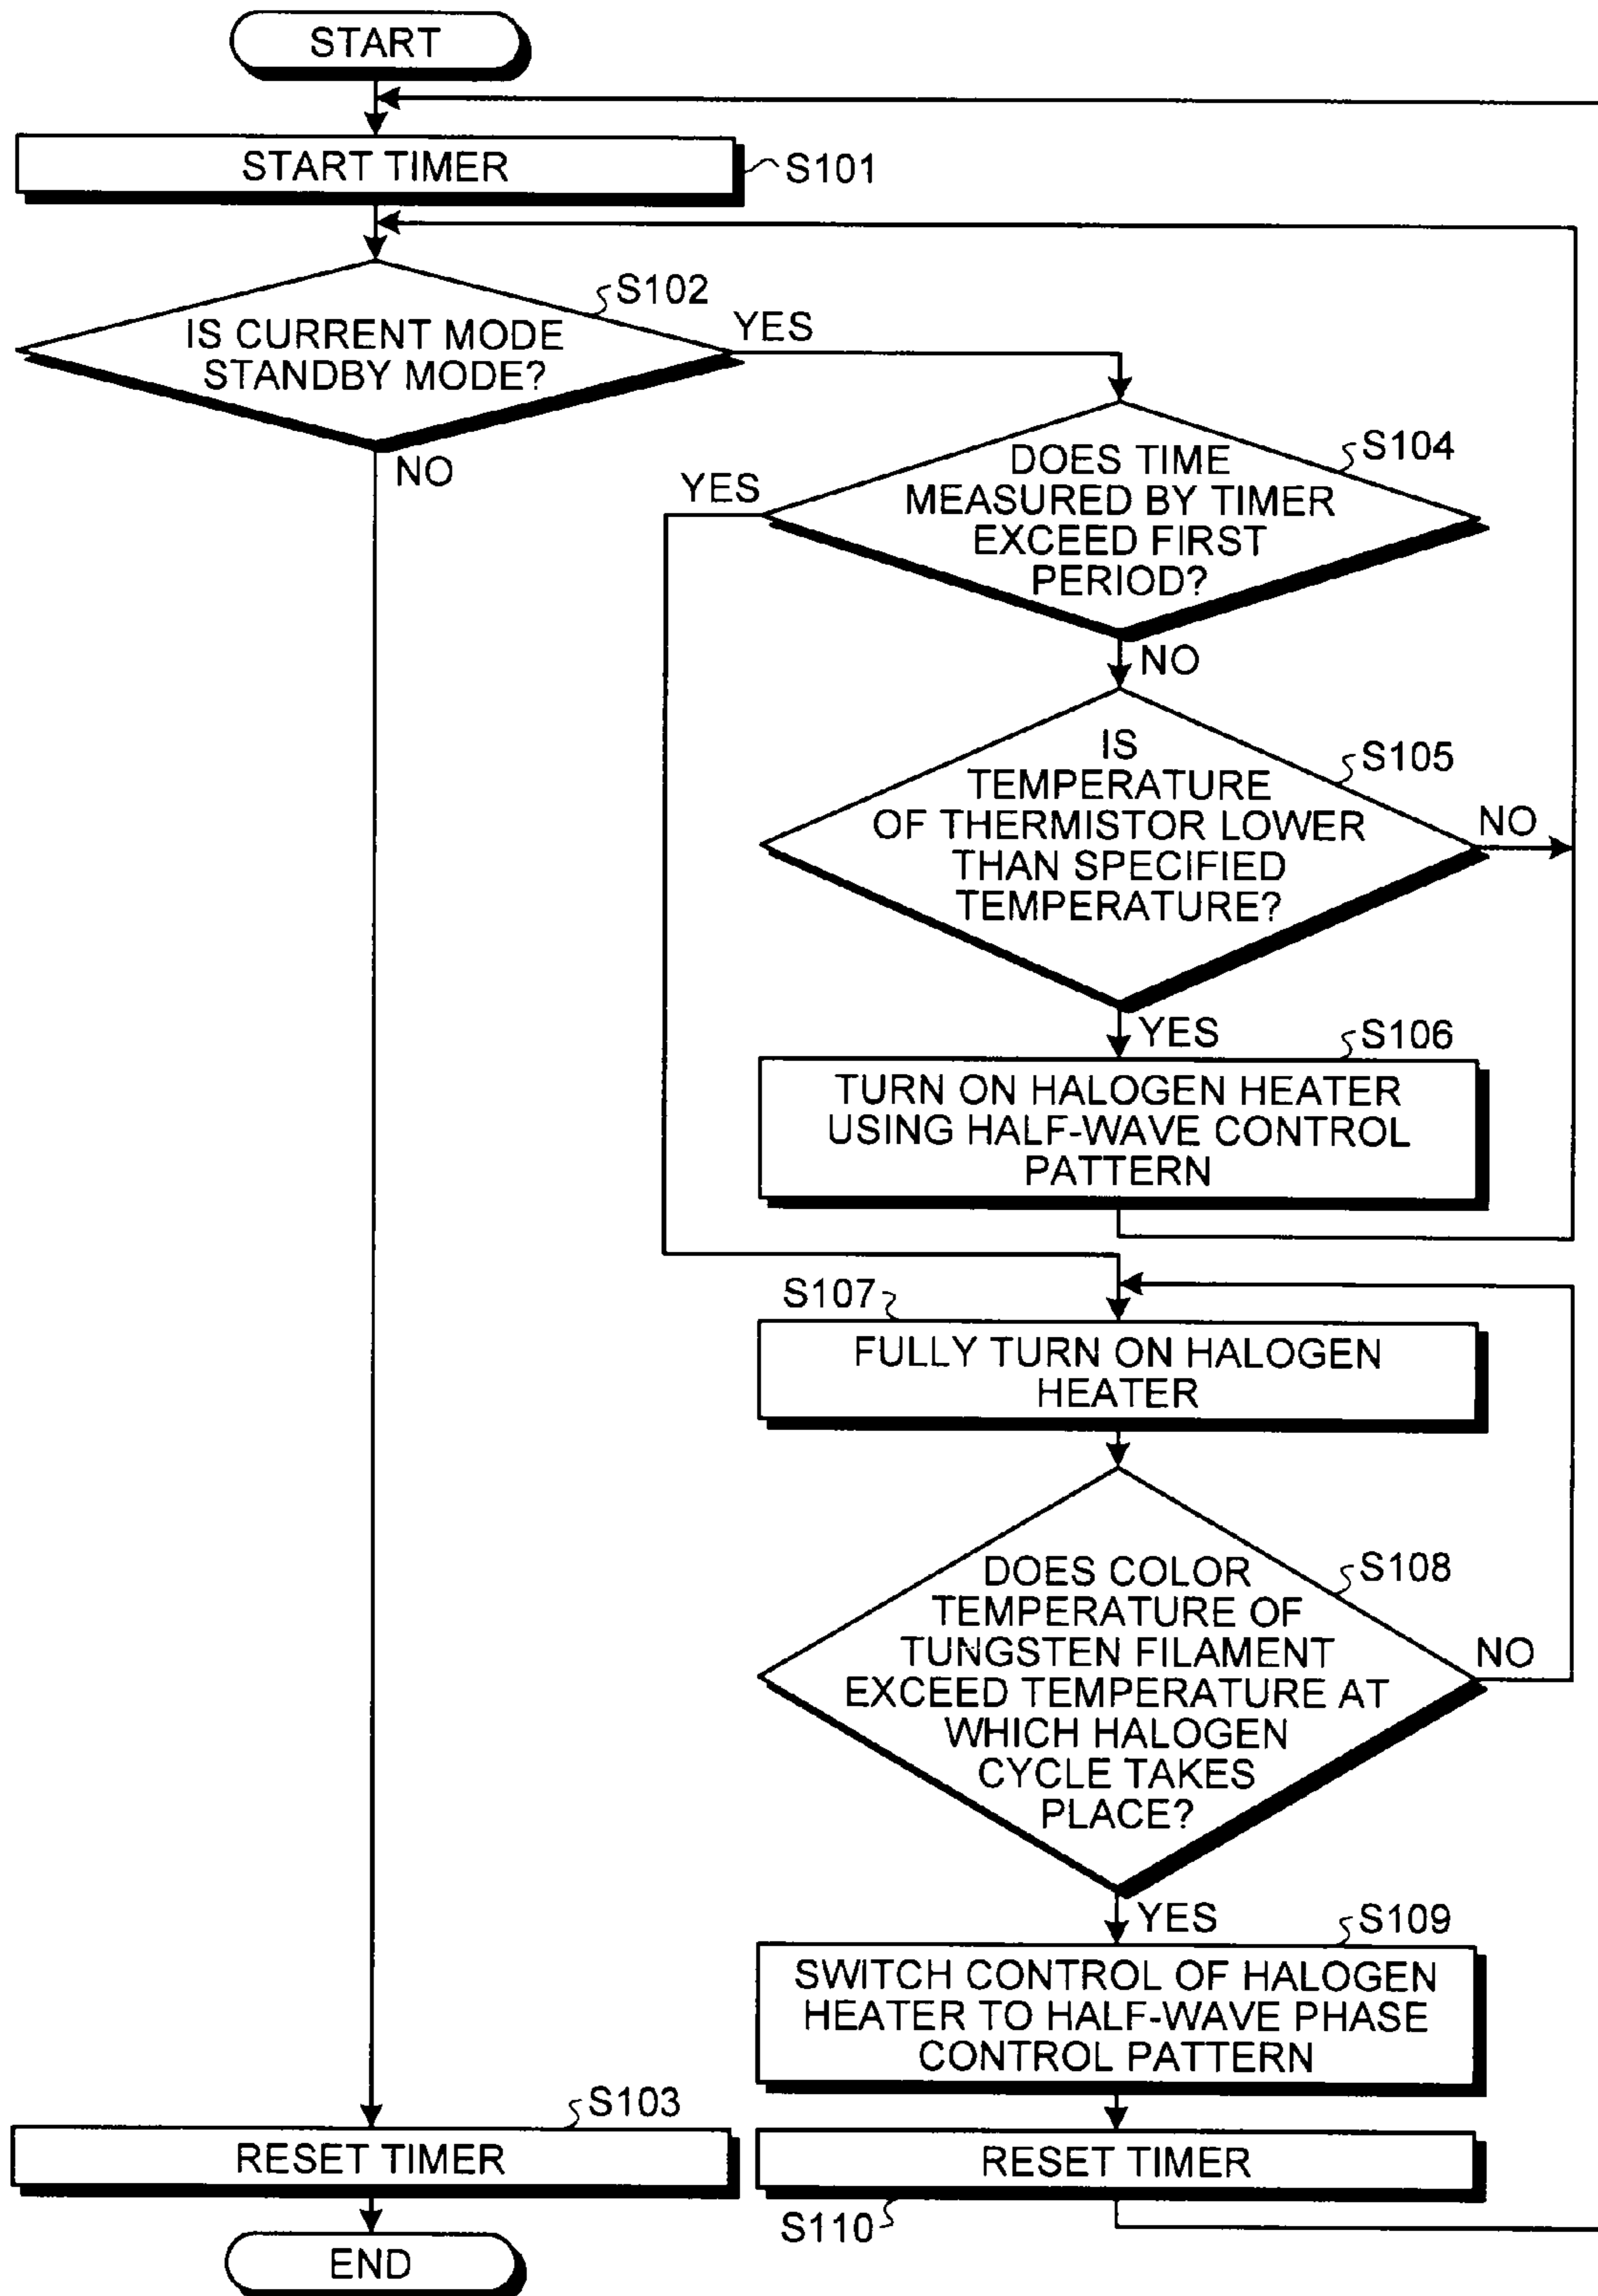 START
START TIMER
S101
S102
IS CURRENT MODE
STANDBY MODE?
YES
NO
S104
DOES TIME
MEASURED BY TIMER
EXCEED FIRST
PERIOD?
YES
NO
S105
IS
TEMPERATURE
OF THERMISTOR LOWER
THAN SPECIFIED
TEMPERATURE?
NO
YES
S106
TURN ON HALOGEN HEATER
USING HALF-WAVE CONTROL
PATTERN
S107
FULLY TURN ON HALOGEN
HEATER
S108
DOES COLOR
TEMPERATURE OF
TUNGSTEN FILAMENT
EXCEED TEMPERATURE AT
WHICH HALOGEN
CYCLE TAKES
PLACE?
NO
YES
S109
SWITCH CONTROL OF HALOGEN
HEATER TO HALF-WAVE PHASE
CONTROL PATTERN
S103
RESET TIMER
RESET TIMER
S110
END